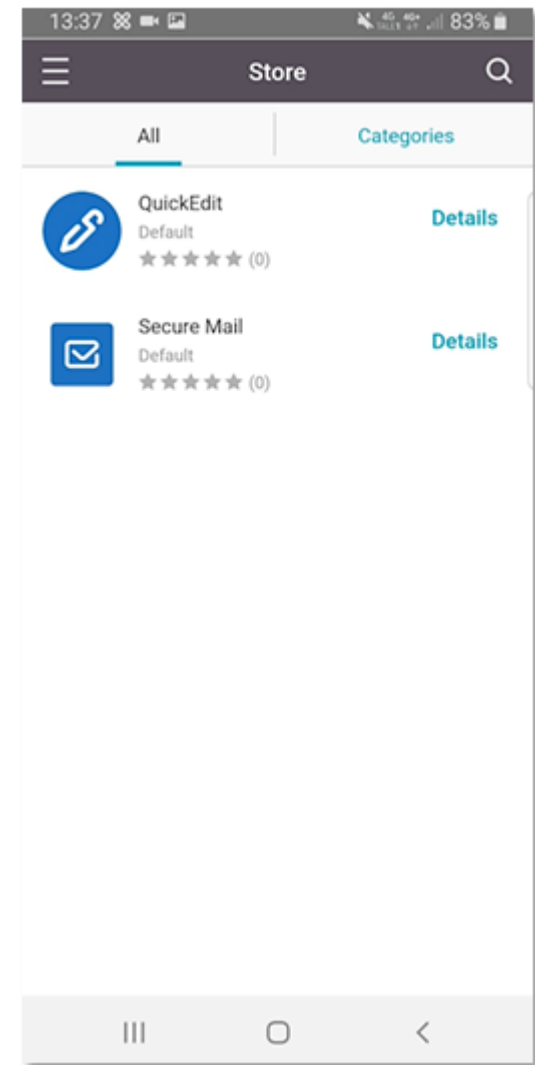 13:37 83%
Store
All Categories
QuickEdit
Default
Details
(0)
Secure Mail
Default
Details
(0)